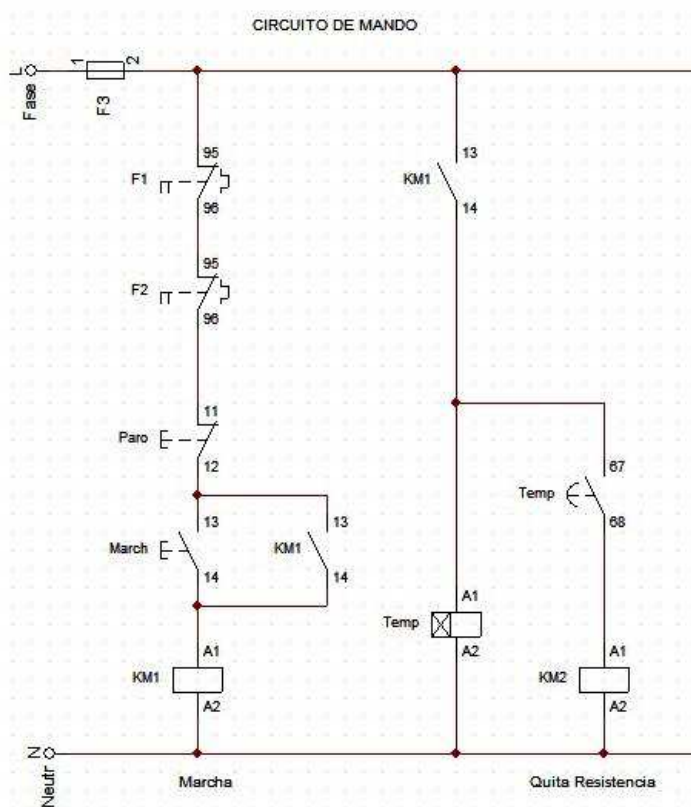 CIRCUITO DE MANDO
L
Fase
1
2
F3
F1
95
96
KM1
13
14
F2
95
96
Paro
11
12
March
13
14
KM1
13
14
Temp
67
68
Temp
A1
A2
KM1
A1
A2
KM2
A1
A2
N
Neutr
Marcha
Quita Resistencia